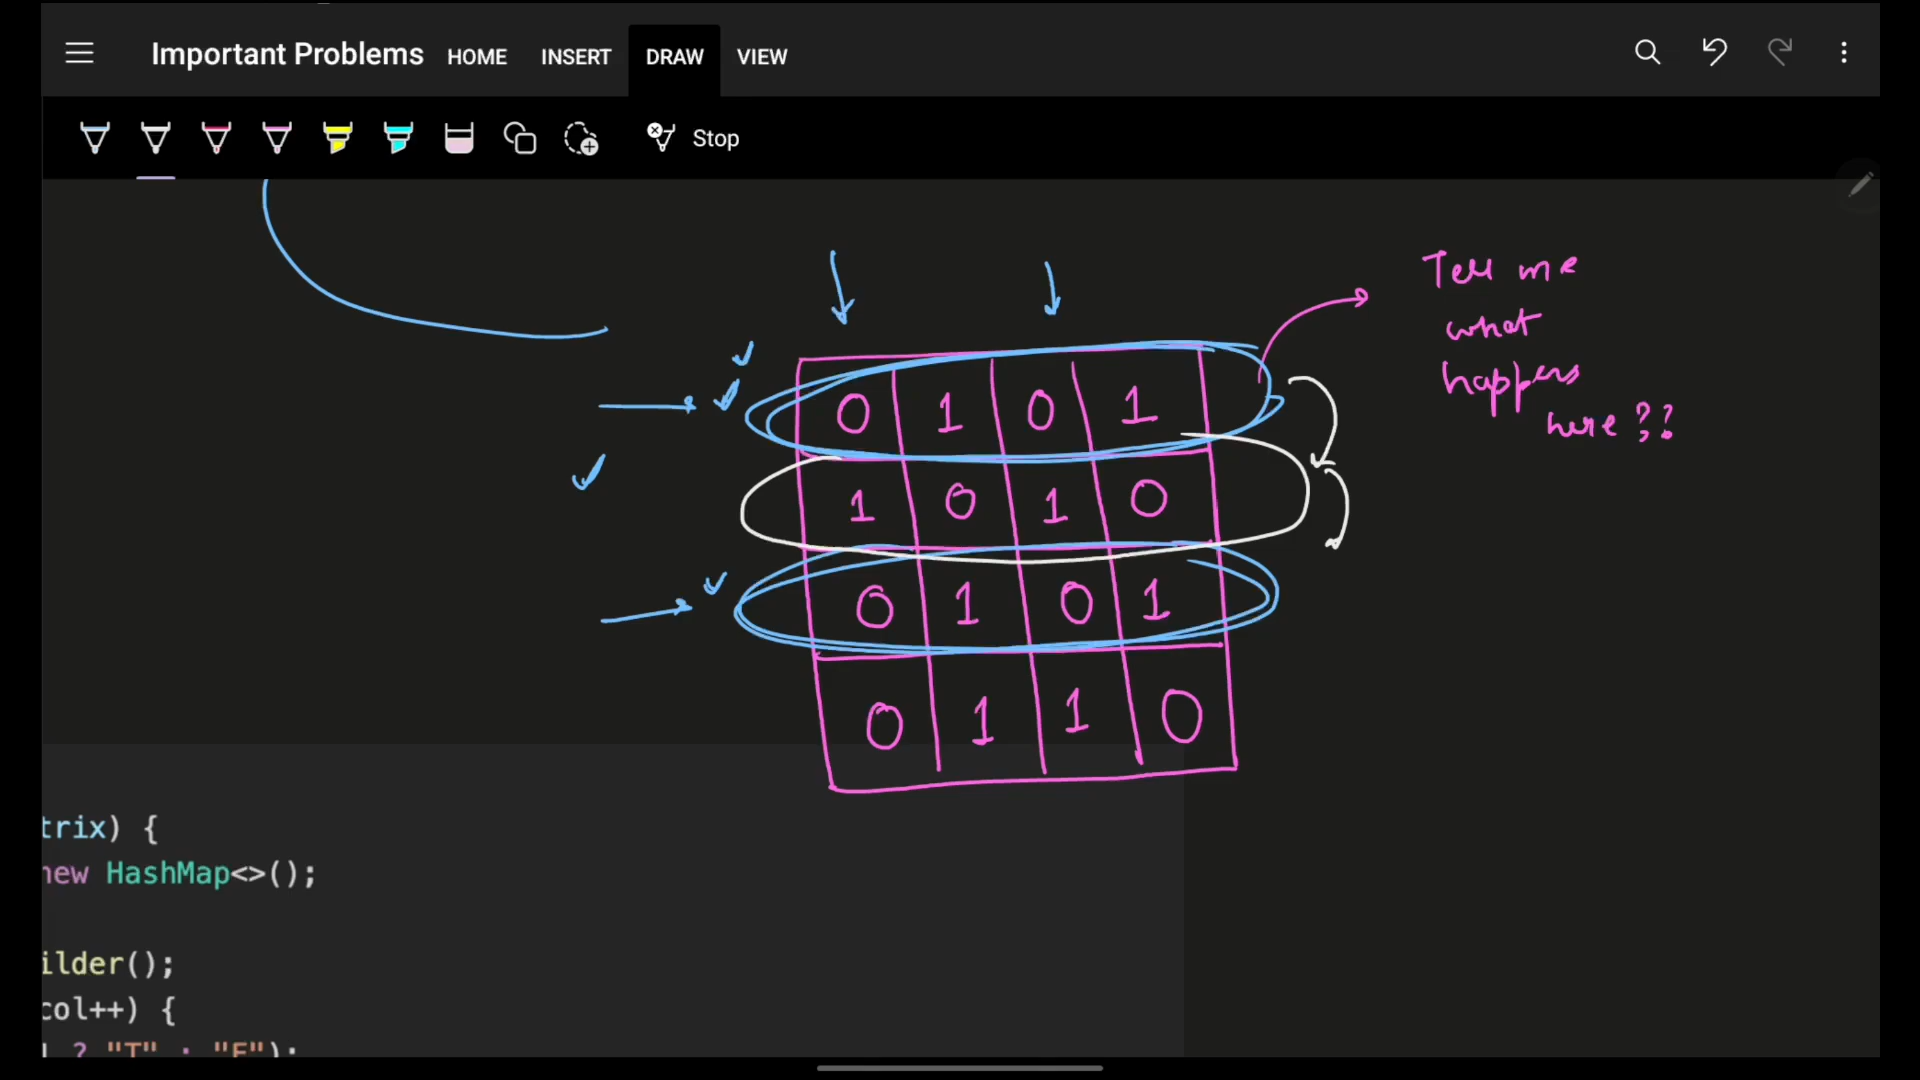 Important Problems HOME INSERT DRAW VIEW
Stop
Tell me
what
happens
here??
0 1 0 1
1 0 1 0
0 1 0 1
0 1 1 0
trix) {
new HashMap<>();
ilder();
col++) {
? "T" : "F");